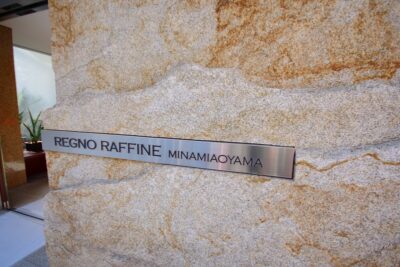 REGNO RAFFINE MINAMIAOYAMA